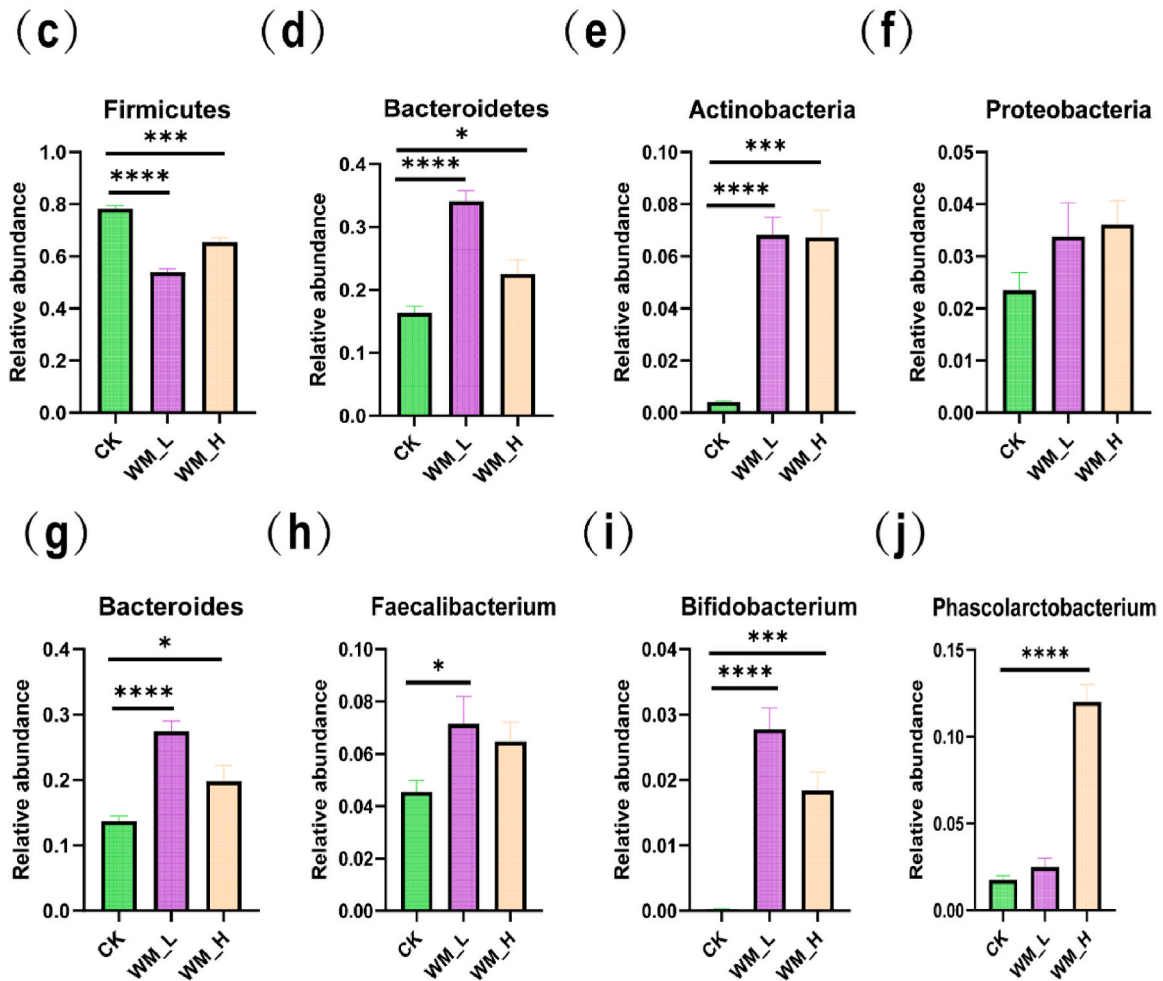 (c)
Firmicutes
***
****
Relative abundance
1.0
0.8
0.6
0.4
0.2
0.0
CK
WM_L
WM_H
(d)
Bacteroidetes
*
****
Relative abundance
0.4
0.3
0.2
0.1
0.0
CK
WM_L
WM_H
(e)
Actinobacteria
***
****
Relative abundance
0.10
0.08
0.06
0.04
0.02
0.00
CK
WM_L
WM_H
(f)
Proteobacteria
Relative abundance
0.05
0.04
0.03
0.02
0.01
0.00
CK
WM_L
WM_H
(g)
Bacteroides
*
****
Relative abundance
0.4
0.3
0.2
0.1
0.0
CK
WM_L
WM_H
(h)
Faecalibacterium
*
Relative abundance
0.10
0.08
0.06
0.04
0.02
0.00
CK
WM_L
WM_H
(i)
Bifidobacterium
***
****
Relative abundance
0.04
0.03
0.02
0.01
0.00
CK
WM_L
WM_H
(j)
Phascolarctobacterium
****
Relative abundance
0.15
0.10
0.05
0.00
CK
WM_L
WM_H